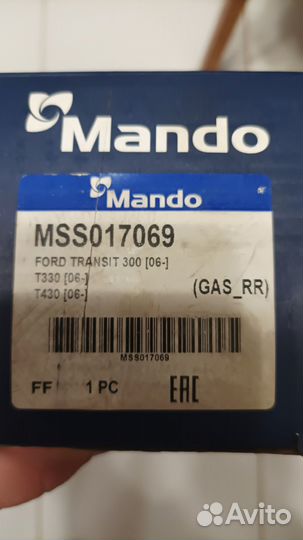 Mando
Mando
MSS017069
FORD TRANSIT 300 [06-]
T330 [06-]
T430 [06-]
(GAS_RR)
MSS017069
FF 1 PC EAC
Avito